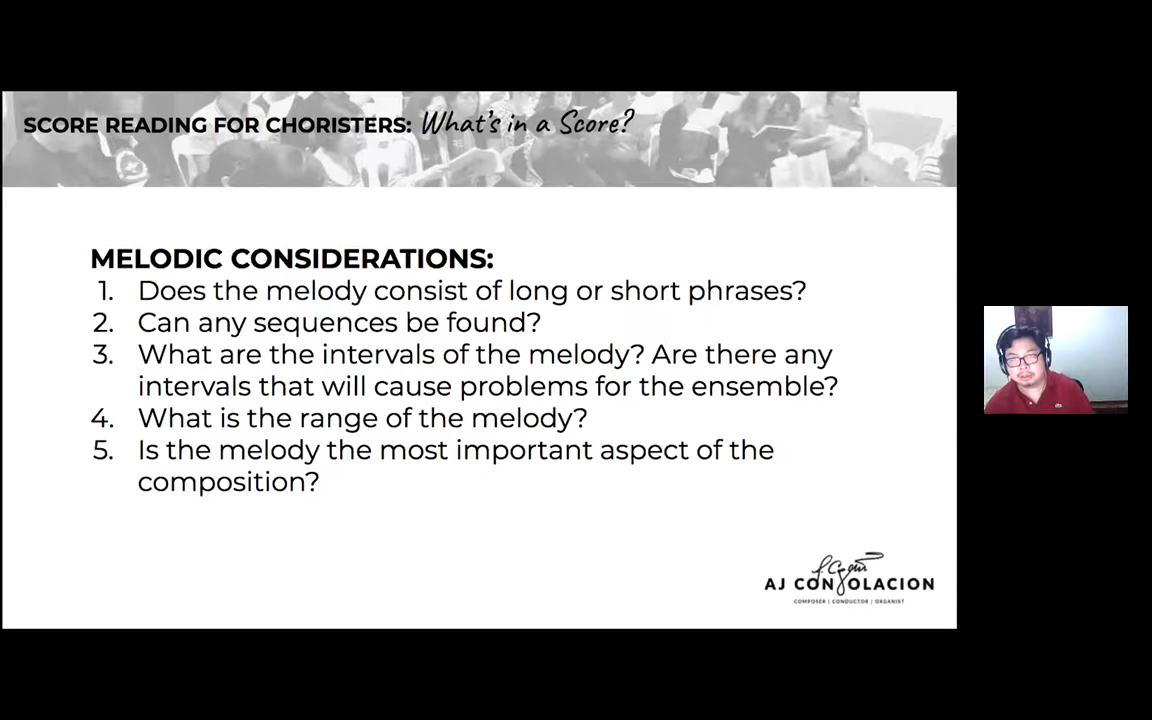 SCORE READING FOR CHORISTERS: What's in a Score?
MELODIC CONSIDERATIONS:
1. Does the melody consist of long or short phrases?
2. Can any sequences be found?
3. What are the intervals of the melody? Are there any
intervals that will cause problems for the ensemble?
4. What is the range of the melody?
5. Is the melody the most important aspect of the
composition?
AJ CONSOLACION
COMPOSER | CONDUCTOR | ORGANIST